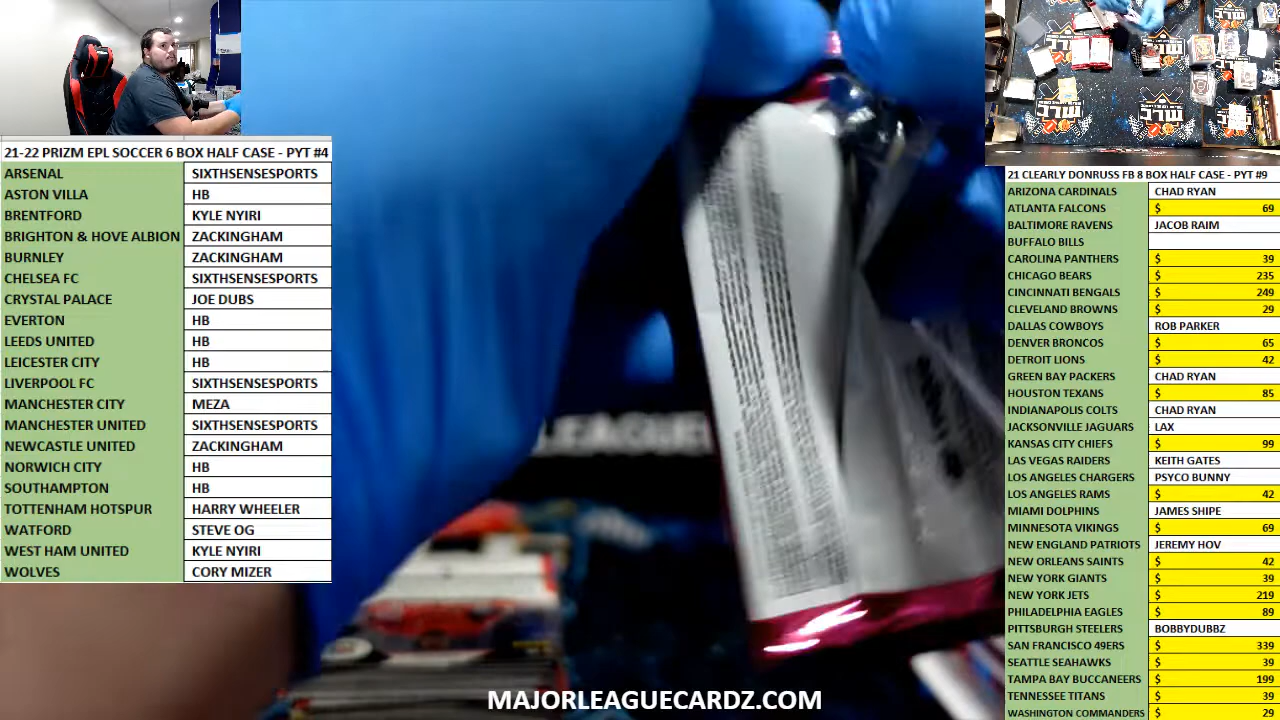 21-22 PRIZM EPL SOCCER 6 BOX HALF CASE - PYT #4
ARSENAL SIXTHSENSESPORTS
ASTON VILLA HB
BRENTFORD KYLE NYIRI
BRIGHTON & HOVE ALBION ZACKINGHAM
BURNLEY ZACKINGHAM
CHELSEA FC SIXTHSENSESPORTS
CRYSTAL PALACE JOE DUBS
EVERTON HB
LEEDS UNITED HB
LEICESTER CITY HB
LIVERPOOL FC SIXTHSENSESPORTS
MANCHESTER CITY MEZA
MANCHESTER UNITED SIXTHSENSESPORTS
NEWCASTLE UNITED ZACKINGHAM
NORWICH CITY HB
SOUTHAMPTON HB
TOTTENHAM HOTSPUR HARRY WHEELER
WATFORD STEVE OG
WEST HAM UNITED KYLE NYIRI
WOLVES CORY MIZER
LEAGUE
MLC
MLC
MLC
21 CLEARLY DONRUSS FB 8 BOX HALF CASE - PYT #9
ARIZONA CARDINALS CHAD RYAN
ATLANTA FALCONS $ 69
BALTIMORE RAVENS JACOB RAIM
BUFFALO BILLS
CAROLINA PANTHERS $ 39
CHICAGO BEARS $ 235
CINCINNATI BENGALS $ 249
CLEVELAND BROWNS $ 29
DALLAS COWBOYS ROB PARKER
DENVER BRONCOS $ 65
DETROIT LIONS $ 42
GREEN BAY PACKERS CHAD RYAN
HOUSTON TEXANS $ 85
INDIANAPOLIS COLTS CHAD RYAN
JACKSONVILLE JAGUARS LAX
KANSAS CITY CHIEFS $ 99
LAS VEGAS RAIDERS KEITH GATES
LOS ANGELES CHARGERS PSYCO BUNNY
LOS ANGELES RAMS $ 42
MIAMI DOLPHINS JAMES SHIPE
MINNESOTA VIKINGS $ 69
NEW ENGLAND PATRIOTS JEREMY HOV
NEW ORLEANS SAINTS $ 42
NEW YORK GIANTS $ 39
NEW YORK JETS $ 219
PHILADELPHIA EAGLES $ 89
PITTSBURGH STEELERS BOBBYDUBBZ
SAN FRANCISCO 49ERS $ 339
SEATTLE SEAHAWKS $ 39
TAMPA BAY BUCCANEERS $ 199
TENNESSEE TITANS $ 39
WASHINGTON COMMANDERS $ 29
MAJORLEAGUECARDZ.COM